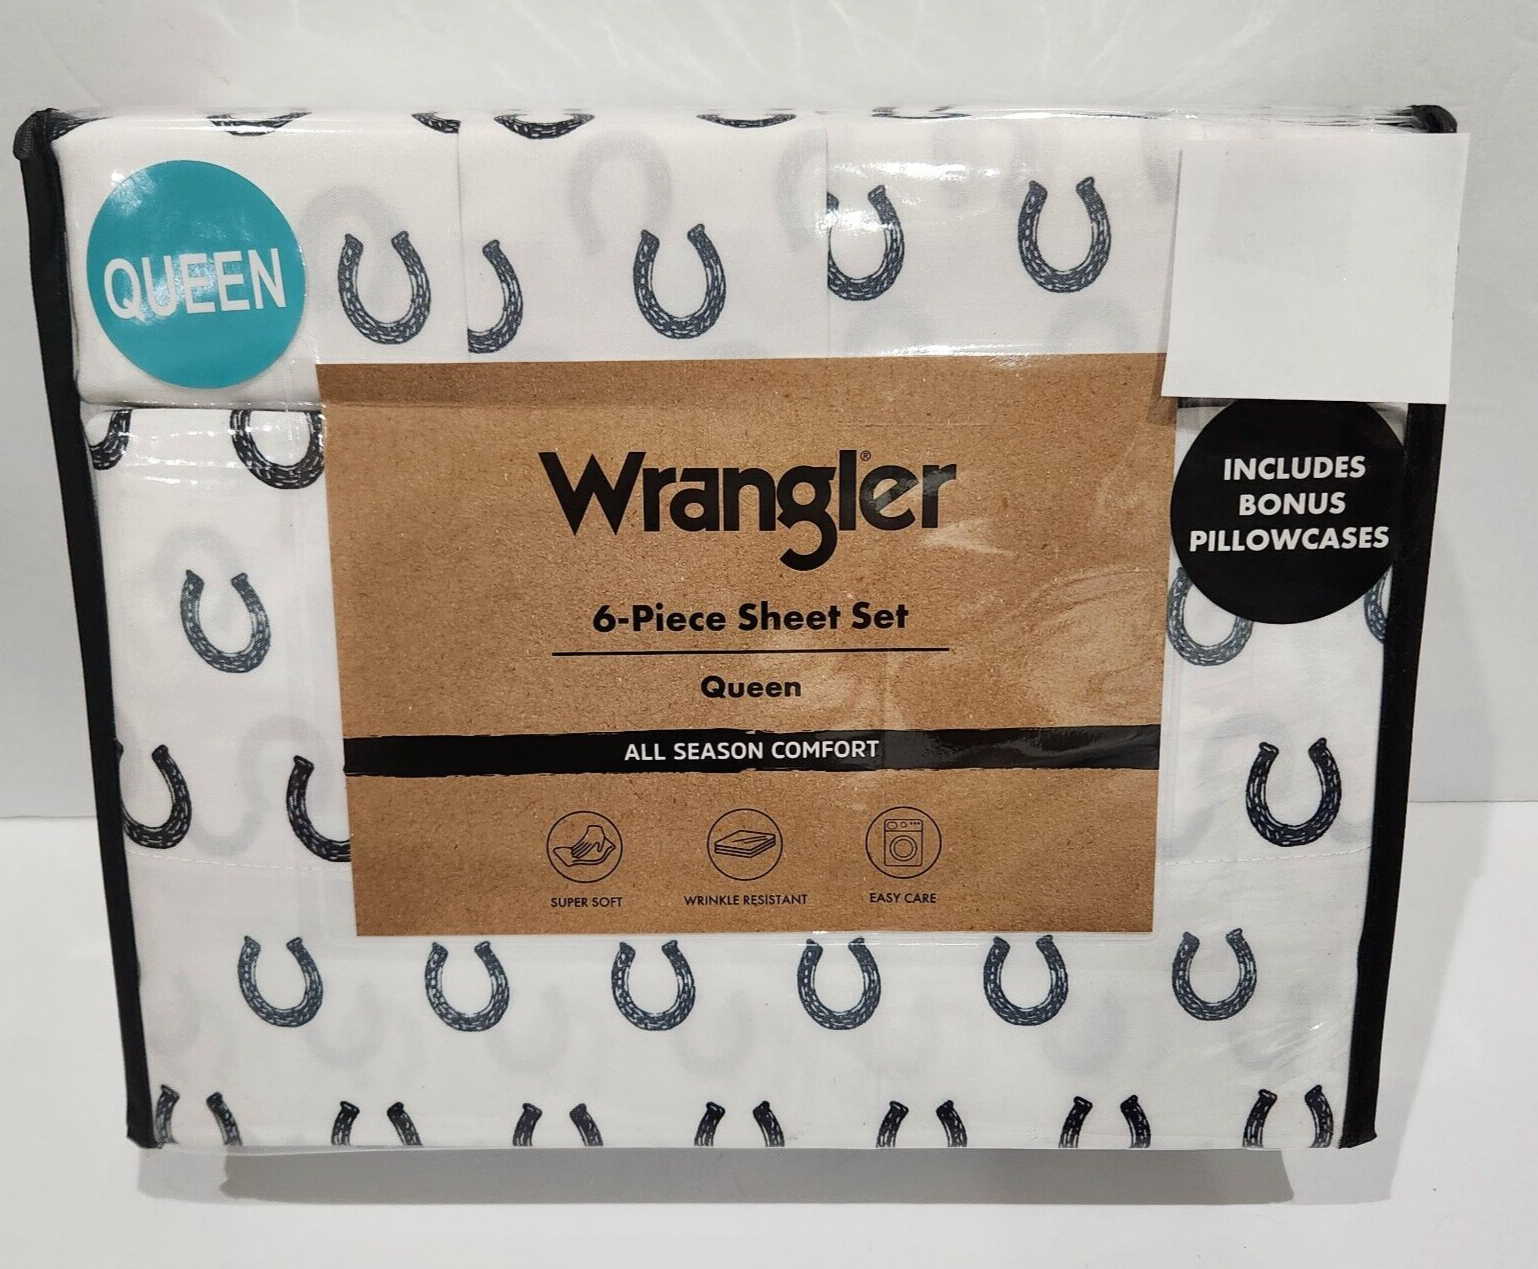 QUEEN
Wrangler®
6-Piece Sheet Set
Queen
ALL SEASON COMFORT
SUPER SOFT
WRINKLE RESISTANT
EASY CARE
INCLUDES
BONUS
PILLOWCASES